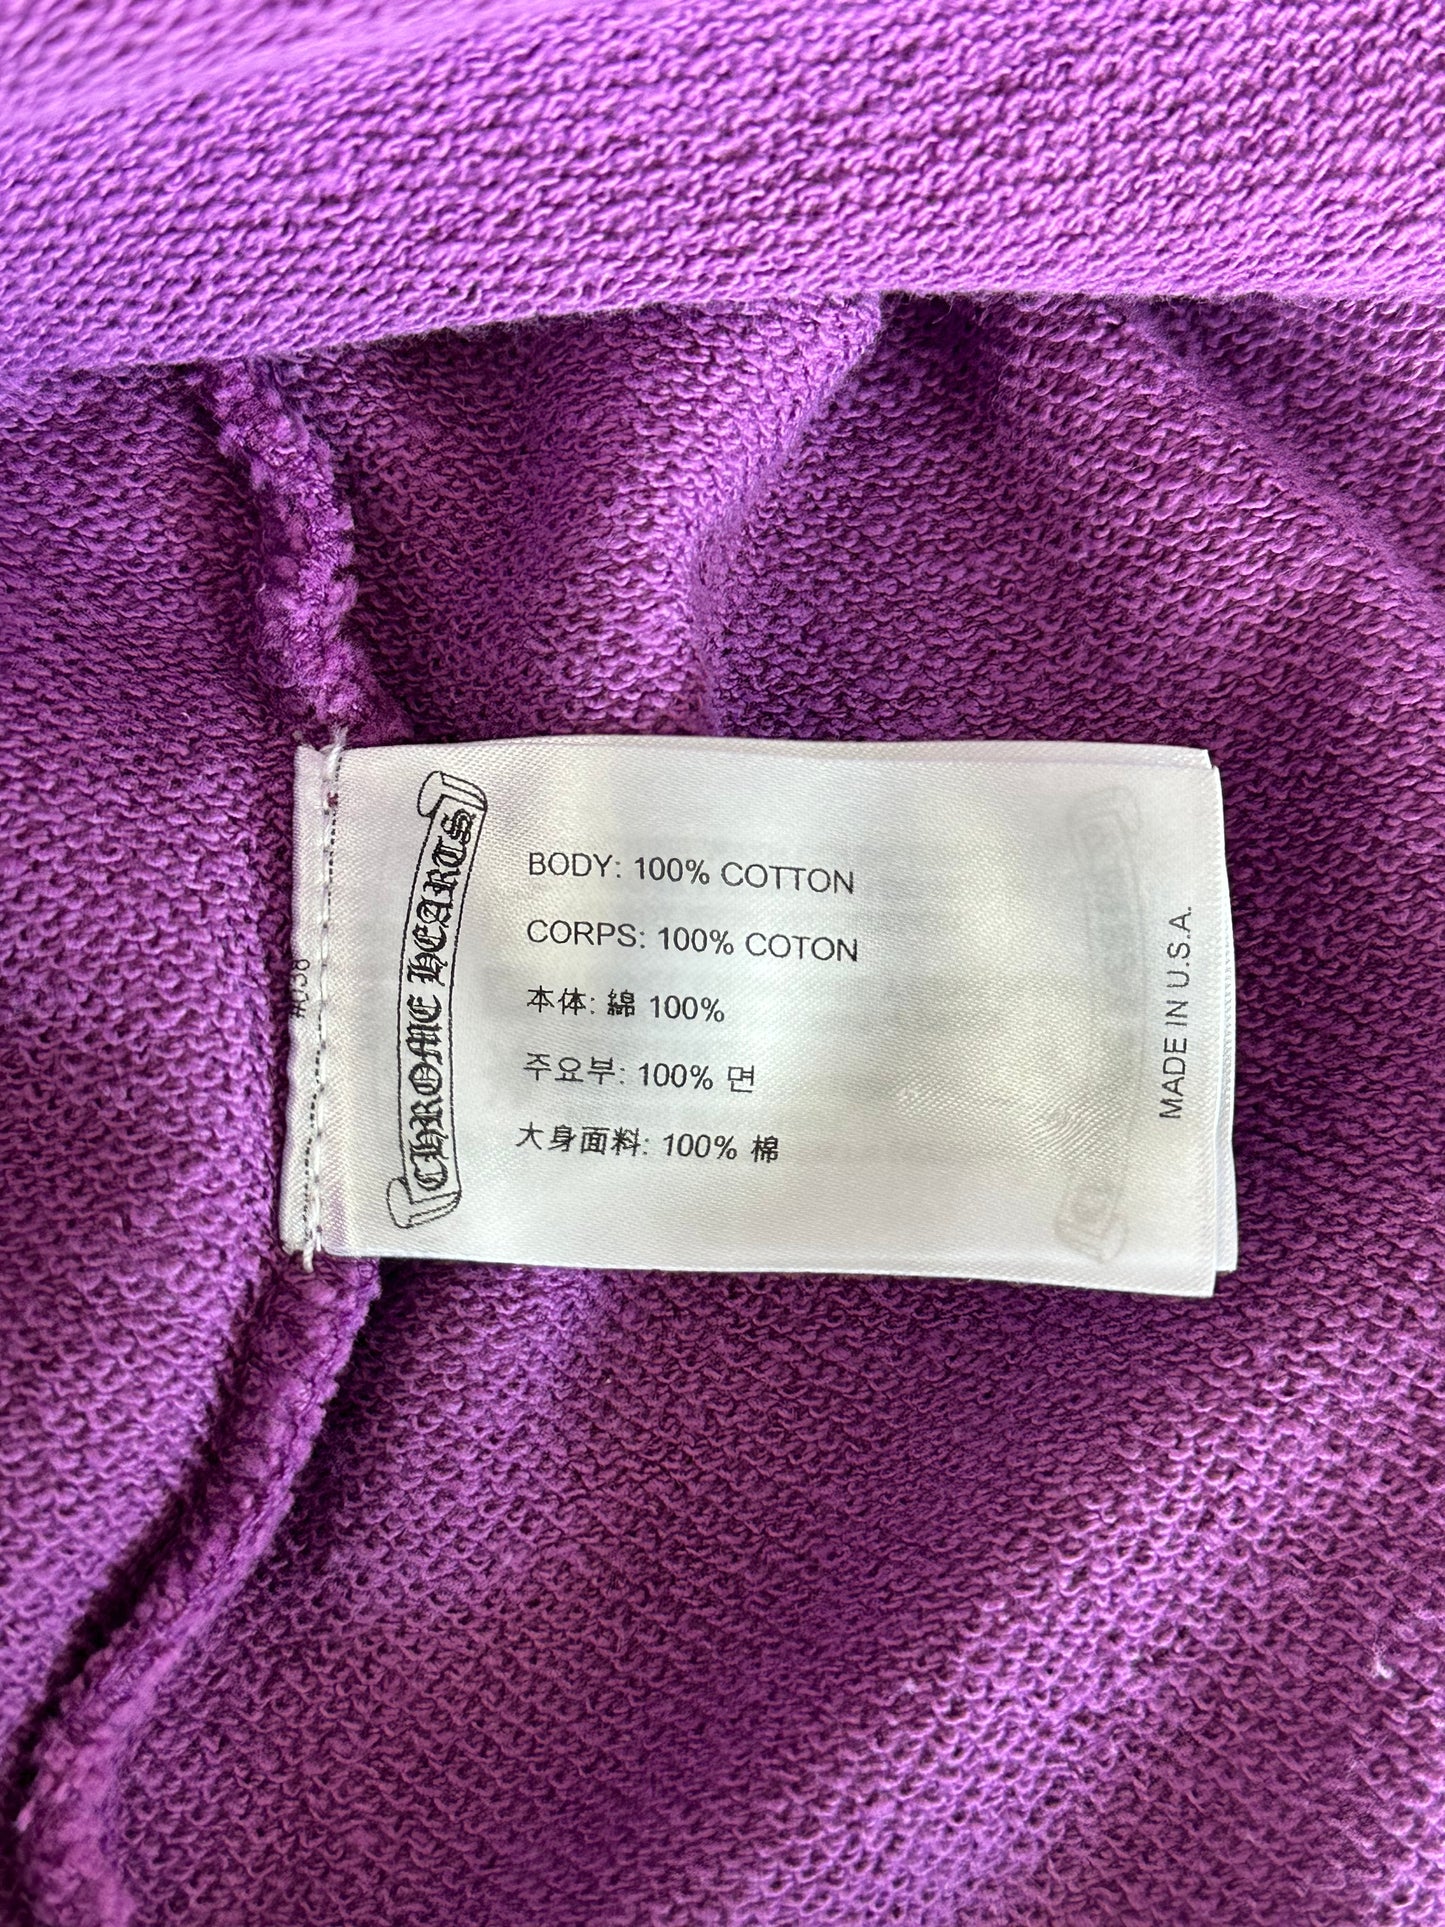 CHROME HEARTS
BODY: 100% COTTON
CORPS: 100% COTON
本体: 綿 100%
주요부: 100% 면
大身面料: 100% 棉
MADE IN U.S.A.